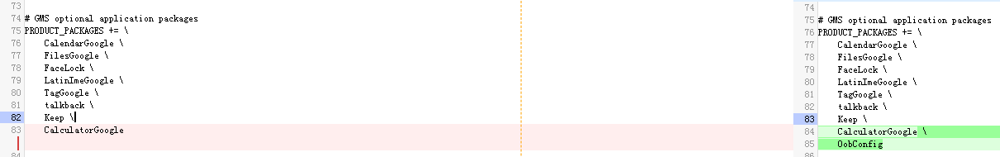 73
74 # GMS optional application packages
75 PRODUCT_PACKAGES += \
76 CalendarGoogle \
77 FilesGoogle \
78 FaceLock \
79 LatinImeGoogle \
80 TagGoogle \
81 talkback \
82 Keep \
83 CalculatorGoogle
84
74
75 # GMS optional application packages
76 PRODUCT_PACKAGES += \
77 CalendarGoogle \
78 FilesGoogle \
79 FaceLock \
80 LatinImeGoogle \
81 TagGoogle \
82 talkback \
83 Keep \
84 CalculatorGoogle \
85 OobConfig
86